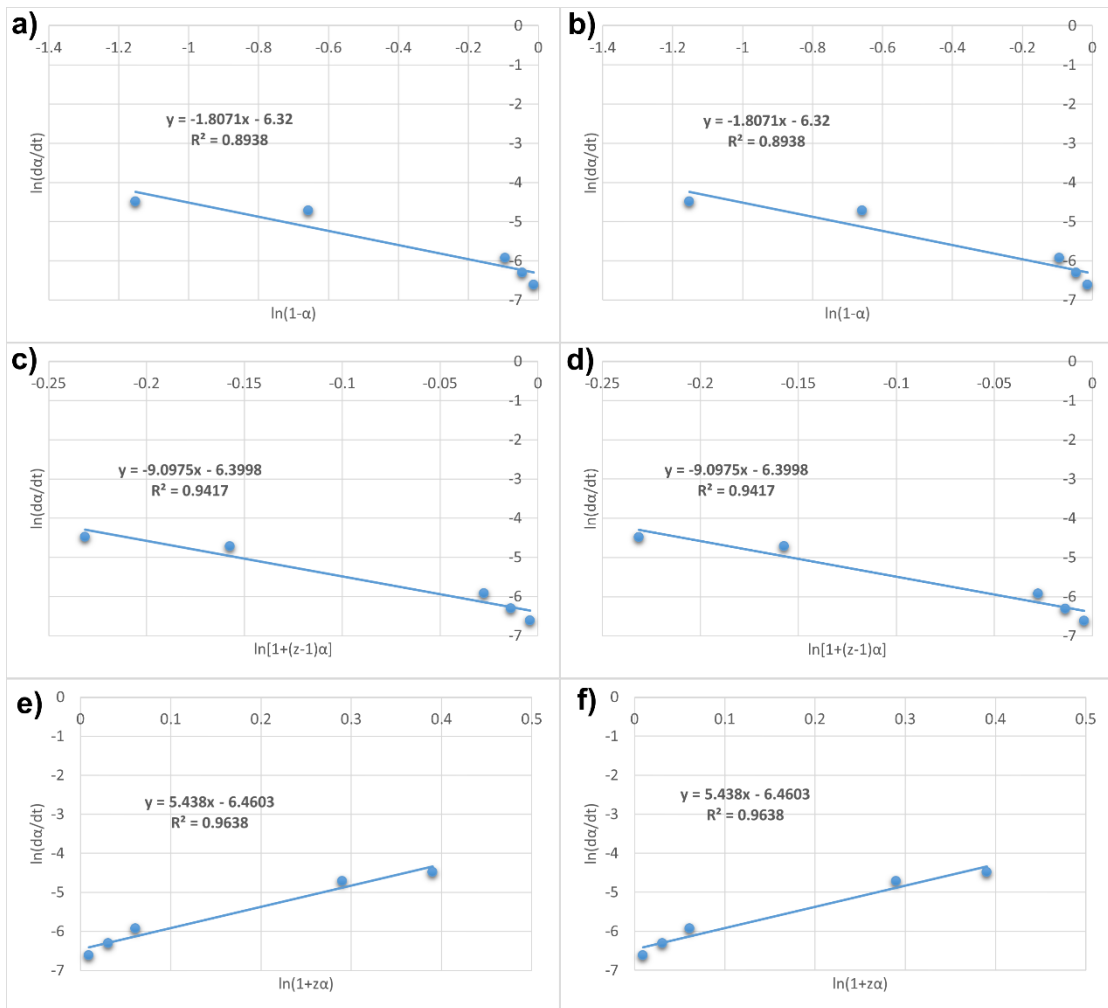 a)
-1.4 -1.2 -1 -0.8 -0.6 -0.4 -0.2 0
0
-1
-2
-3
-4
-5
-6
-7
ln(dα/dt)
y = -1.8071x - 6.32
R² = 0.8938
ln(1-α)
b)
-1.4 -1.2 -1 -0.8 -0.6 -0.4 -0.2 0
0
-1
-2
-3
-4
-5
-6
-7
ln(dα/dt)
y = -1.8071x - 6.32
R² = 0.8938
ln(1-α)
c)
-0.25 -0.2 -0.15 -0.1 -0.05 0
0
-1
-2
-3
-4
-5
-6
-7
ln(dα/dt)
y = -9.0975x - 6.3998
R² = 0.9417
ln[1+(z-1)α]
d)
-0.25 -0.2 -0.15 -0.1 -0.05 0
0
-1
-2
-3
-4
-5
-6
-7
ln(dα/dt)
y = -9.0975x - 6.3998
R² = 0.9417
ln[1+(z-1)α]
e)
0
0 0.1 0.2 0.3 0.4 0.5
-1
-2
-3
-4
-5
-6
-7
ln(dα/dt)
y = 5.438x - 6.4603
R² = 0.9638
ln(1+zα)
f)
0
0 0.1 0.2 0.3 0.4 0.5
-1
-2
-3
-4
-5
-6
-7
ln(dα/dt)
y = 5.438x - 6.4603
R² = 0.9638
ln(1+zα)